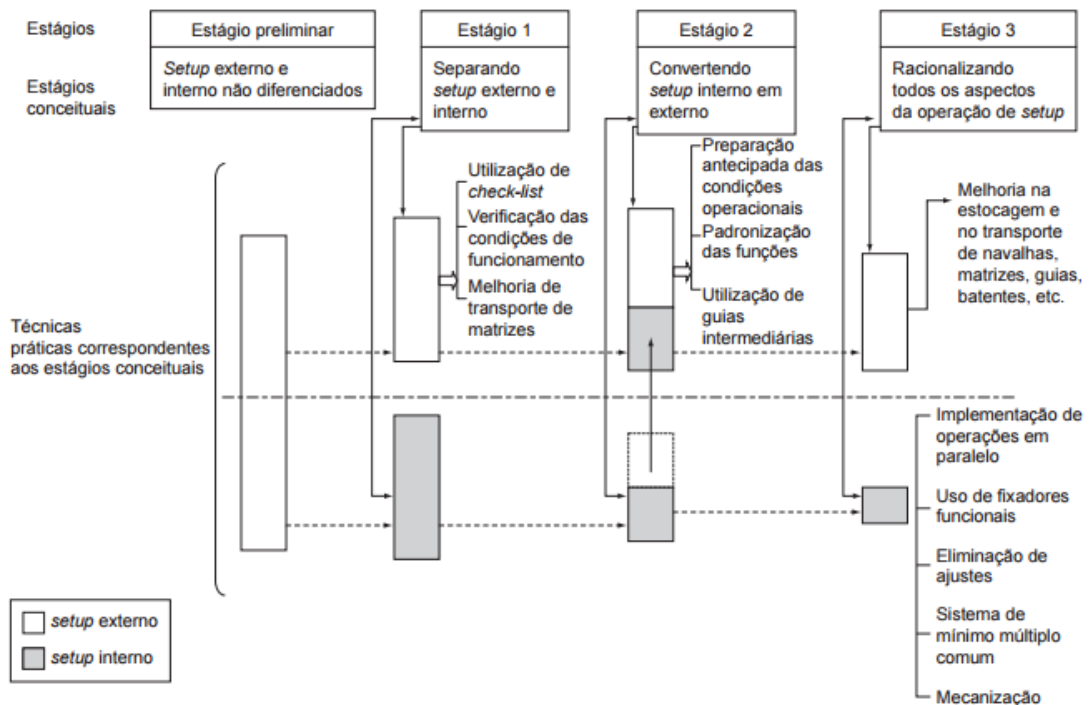 Estágios
Estágio preliminar
Estágio 1
Estágio 2
Estágio 3
Estágios
conceituais
Setup externo e
interno não diferenciados
Separando
setup externo e
interno
Convertendo
setup interno em
externo
Racionalizando
todos os aspectos
da operação de setup
Utilização de
check-list
Verificação das
condições de
funcionamento
Melhoria de
transporte de
matrizes
Preparação
antecipada das
condições
operacionais
Padronização
das funções
Utilização de
guias
intermediárias
Melhoria na
estocagem e
no transporte
de navalhas,
matrizes, guias,
batentes, etc.
Técnicas
práticas correspondentes
aos estágios conceituais
Implementação de
operações em
paralelo
Uso de fixadores
funcionais
Eliminação de
ajustes
Sistema de
mínimo múltiplo
comum
Mecanização
setup externo
setup interno